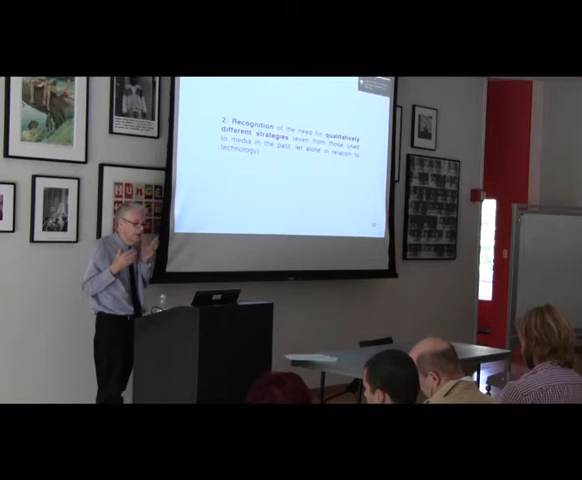 2. Recognition of the need for qualitatively
different strategies (even from those used
to media in the past, let alone in relation to
technology)
HUNG